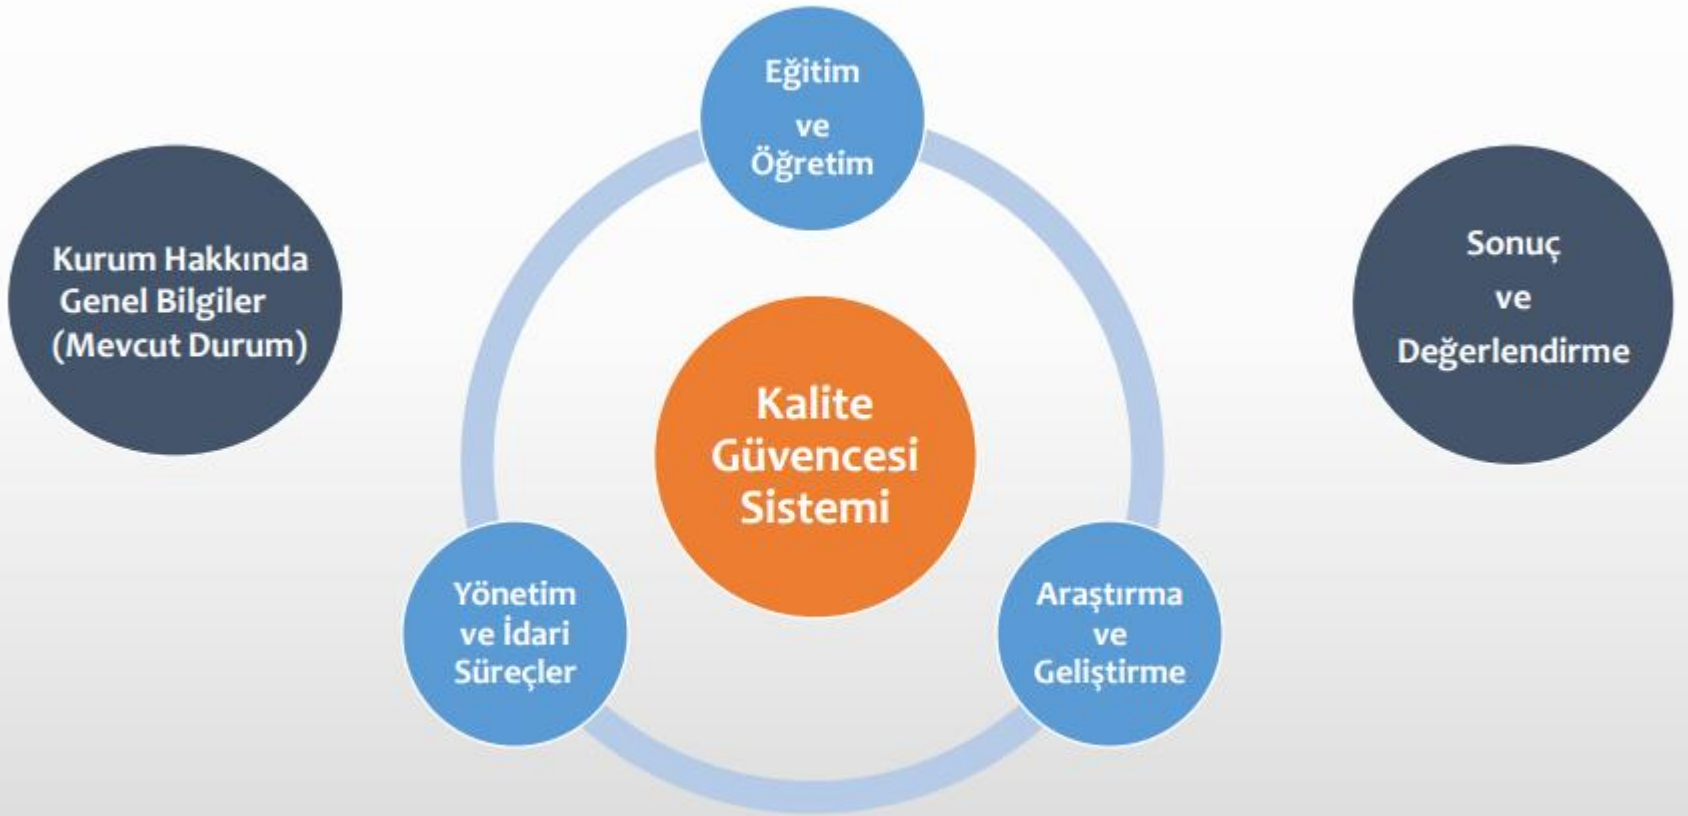 Eğitim
ve
Öğretim
Kurum Hakkında
Genel Bilgiler
(Mevcut Durum)
Sonuç
ve
Değerlendirme
Kalite
Güvencesi
Sistemi
Yönetim
ve İdari
Süreçler
Araştırma
ve
Geliştirme